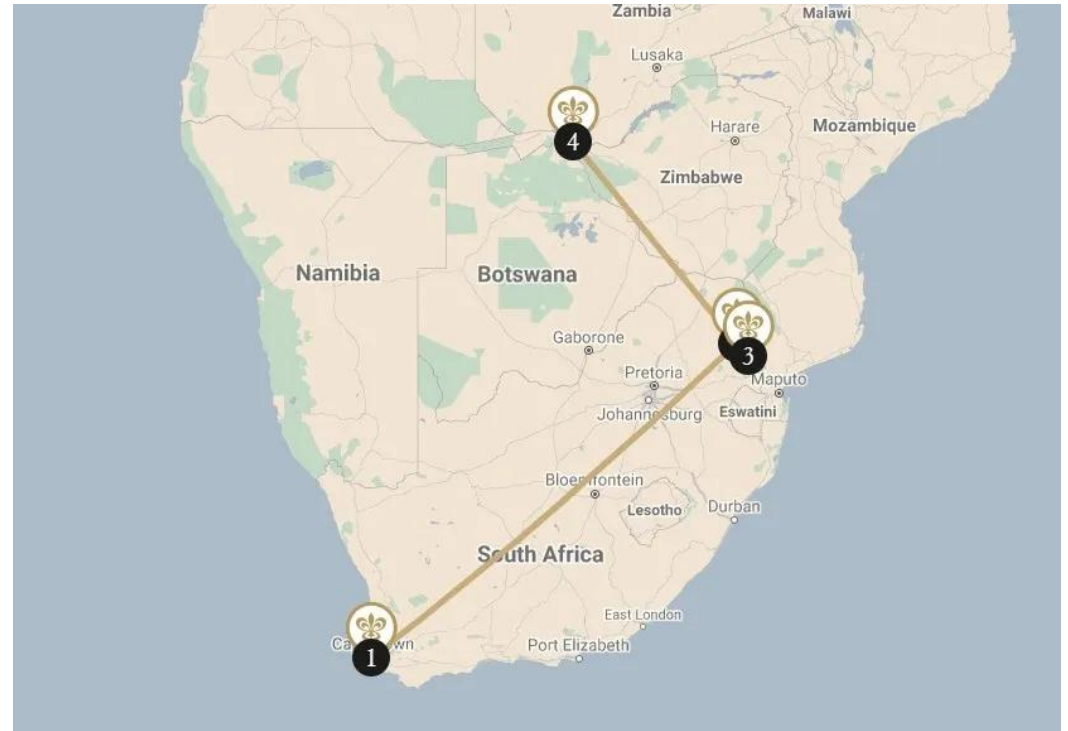 Zambia
Malawi
Lusaka
4
Harare
Mozambique
Zimbabwe
Namibia
Botswana
Gaborone
3
Pretoria
Maputo
Johannesburg
Eswatini
Bloemfontein
Lesotho
Durban
South Africa
East London
Port Elizabeth
1